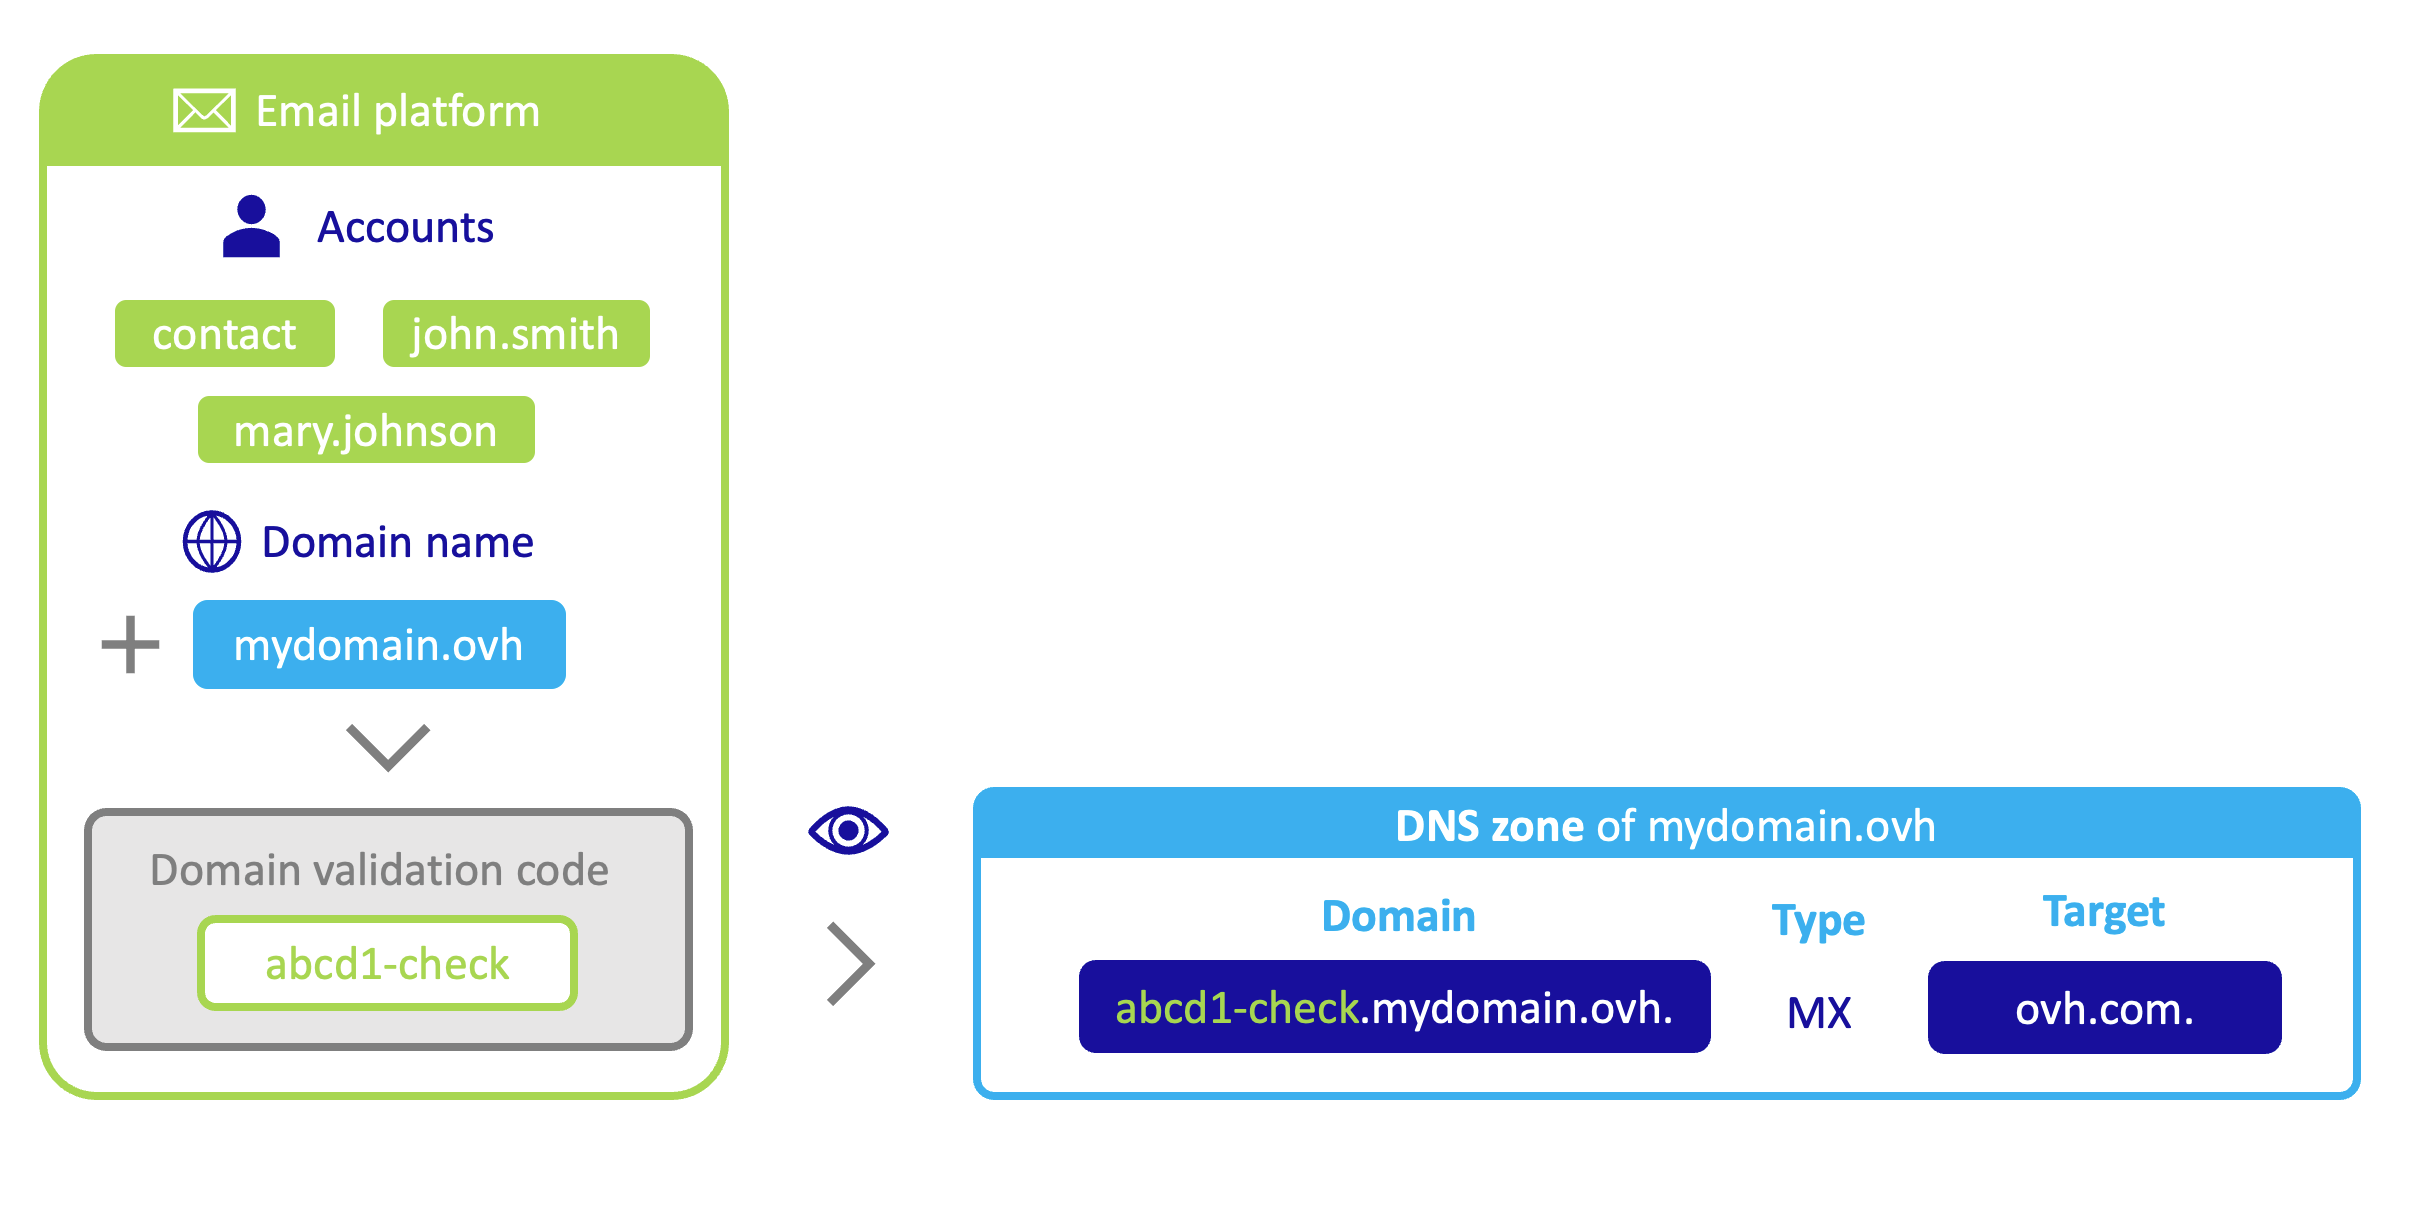 Email platform
Accounts
contact
john.smith
mary.johnson
Domain name
mydomain.ovh
Domain validation code
abcd1-check
DNS zone of mydomain.ovh
Domain Type Target
abcd1-check.mydomain.ovh. MX ovh.com.